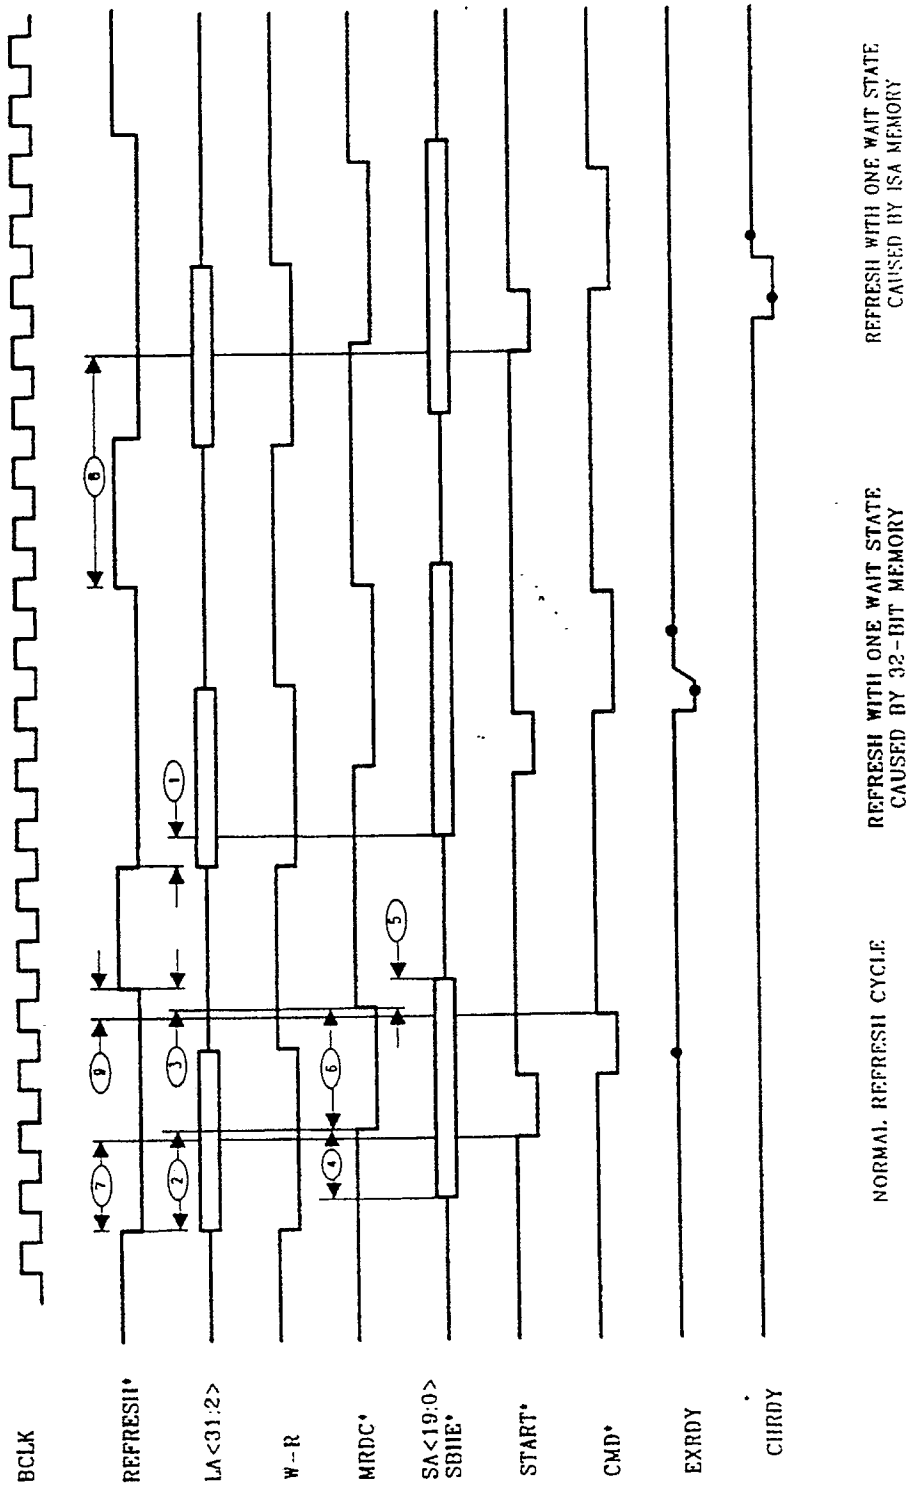 BCLK
REFRESH*
LA<31:2>
W--R
MRDC*
SA<19:0>
SBHE*
START*
CMD*
EXRDY
CHRDY
7
9
8
2
3
1
4
6
5
NORMAL REFRESH CYCLE
REFRESH WITH ONE WAIT STATE
CAUSED BY 32-BIT MEMORY
REFRESH WITH ONE WAIT STATE
CAUSED BY ISA MEMORY